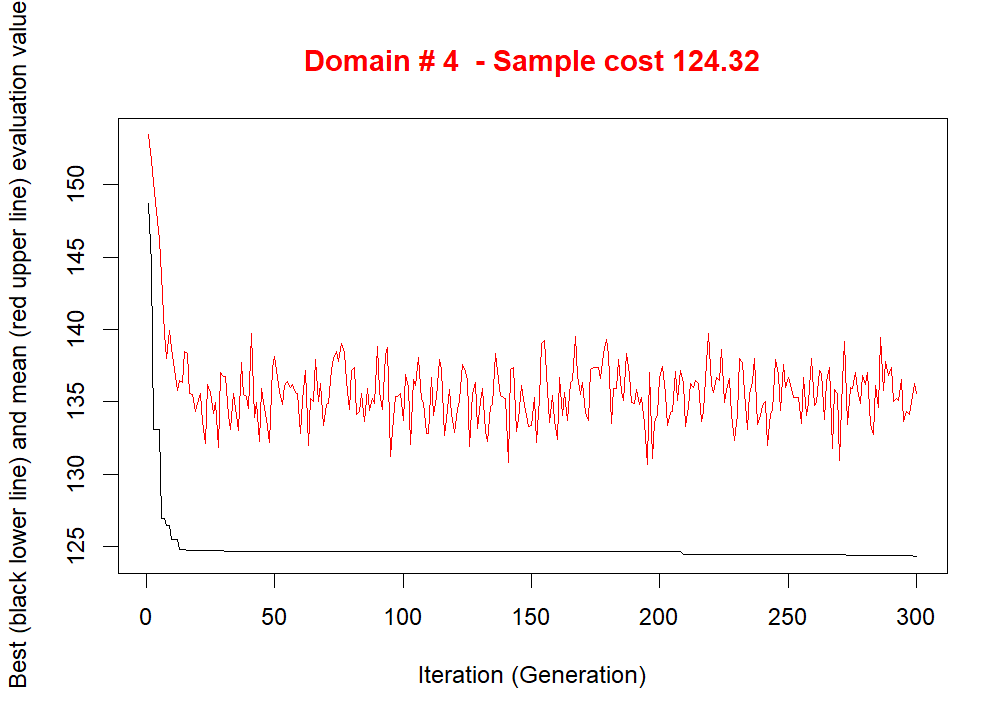 Domain # 4  - Sample cost 124.32
Best (black lower line) and mean (red upper line) evaluation value
150
145
140
135
130
125
0 50 100 150 200 250 300
Iteration (Generation)